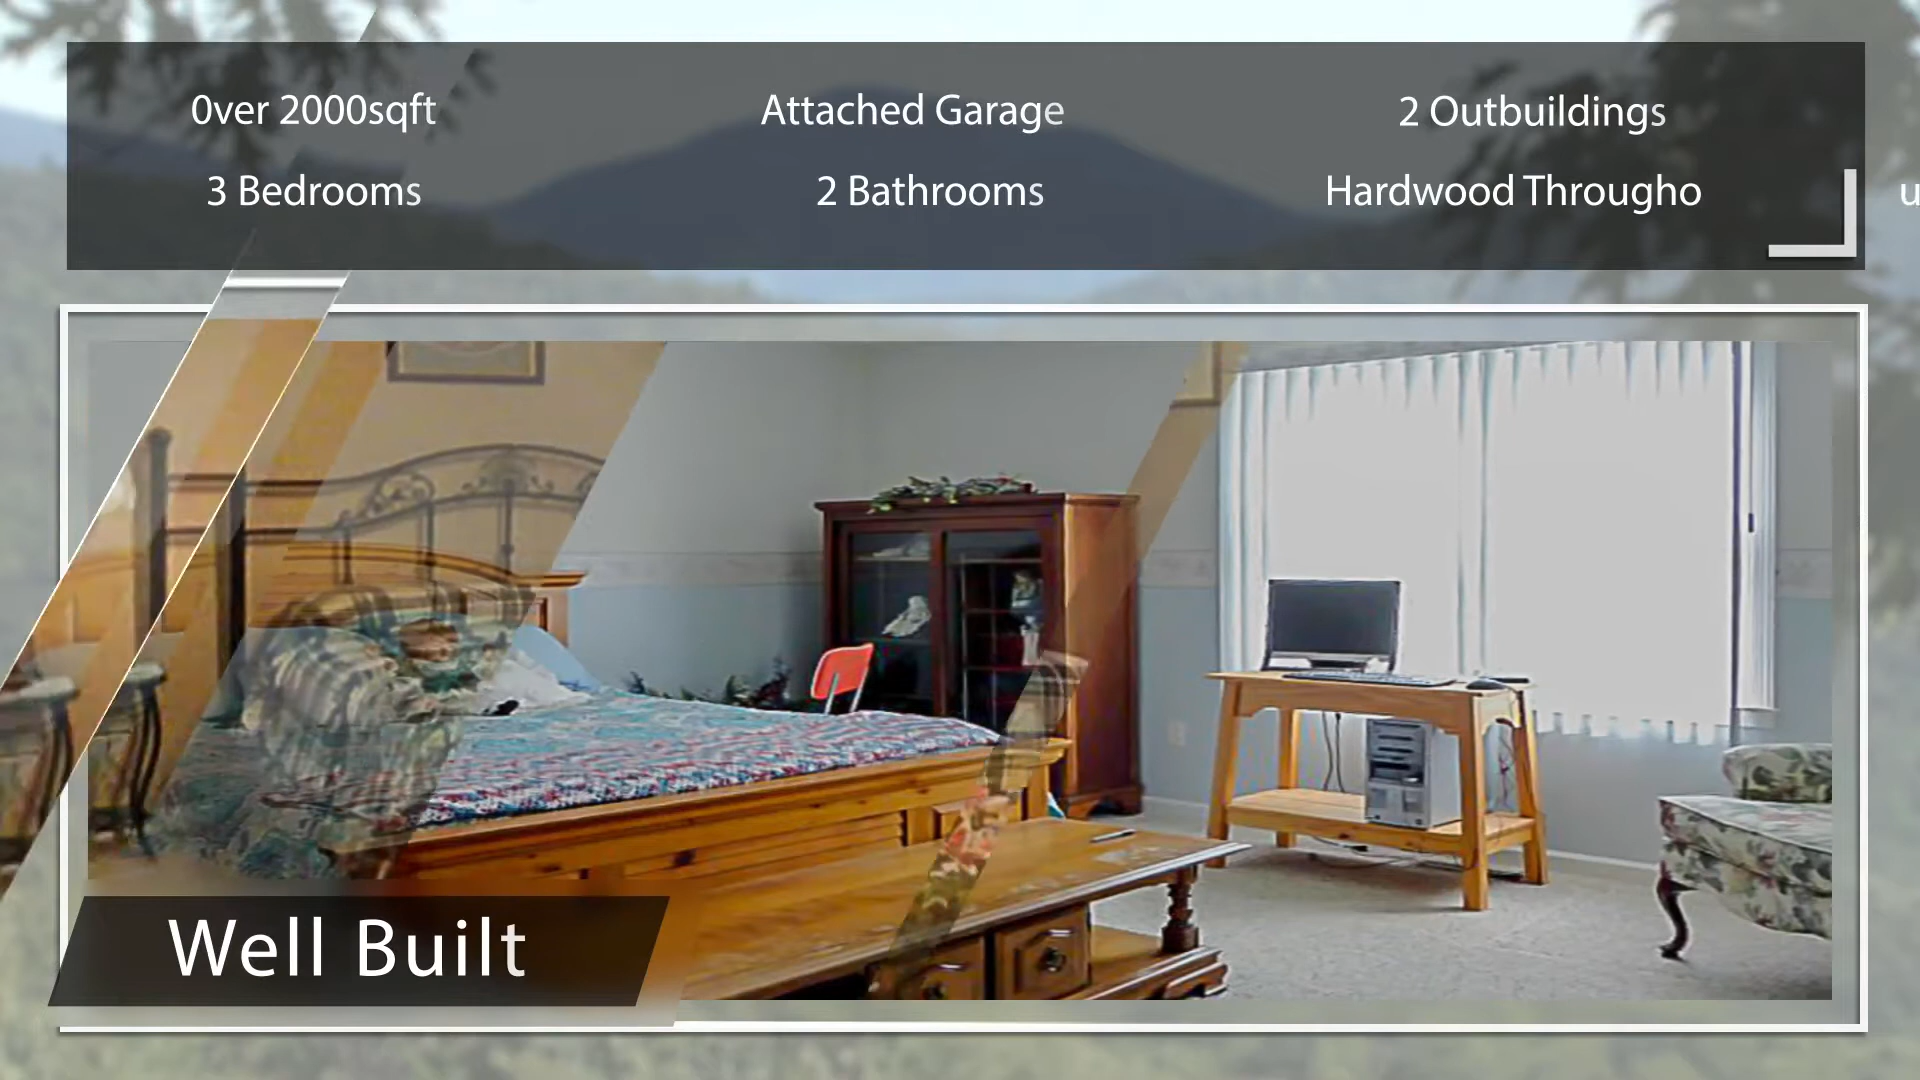 0ver 2000sqft
Attached Garage
2 Outbuildings
3 Bedrooms
2 Bathrooms
Hardwood Througho u
Well Built